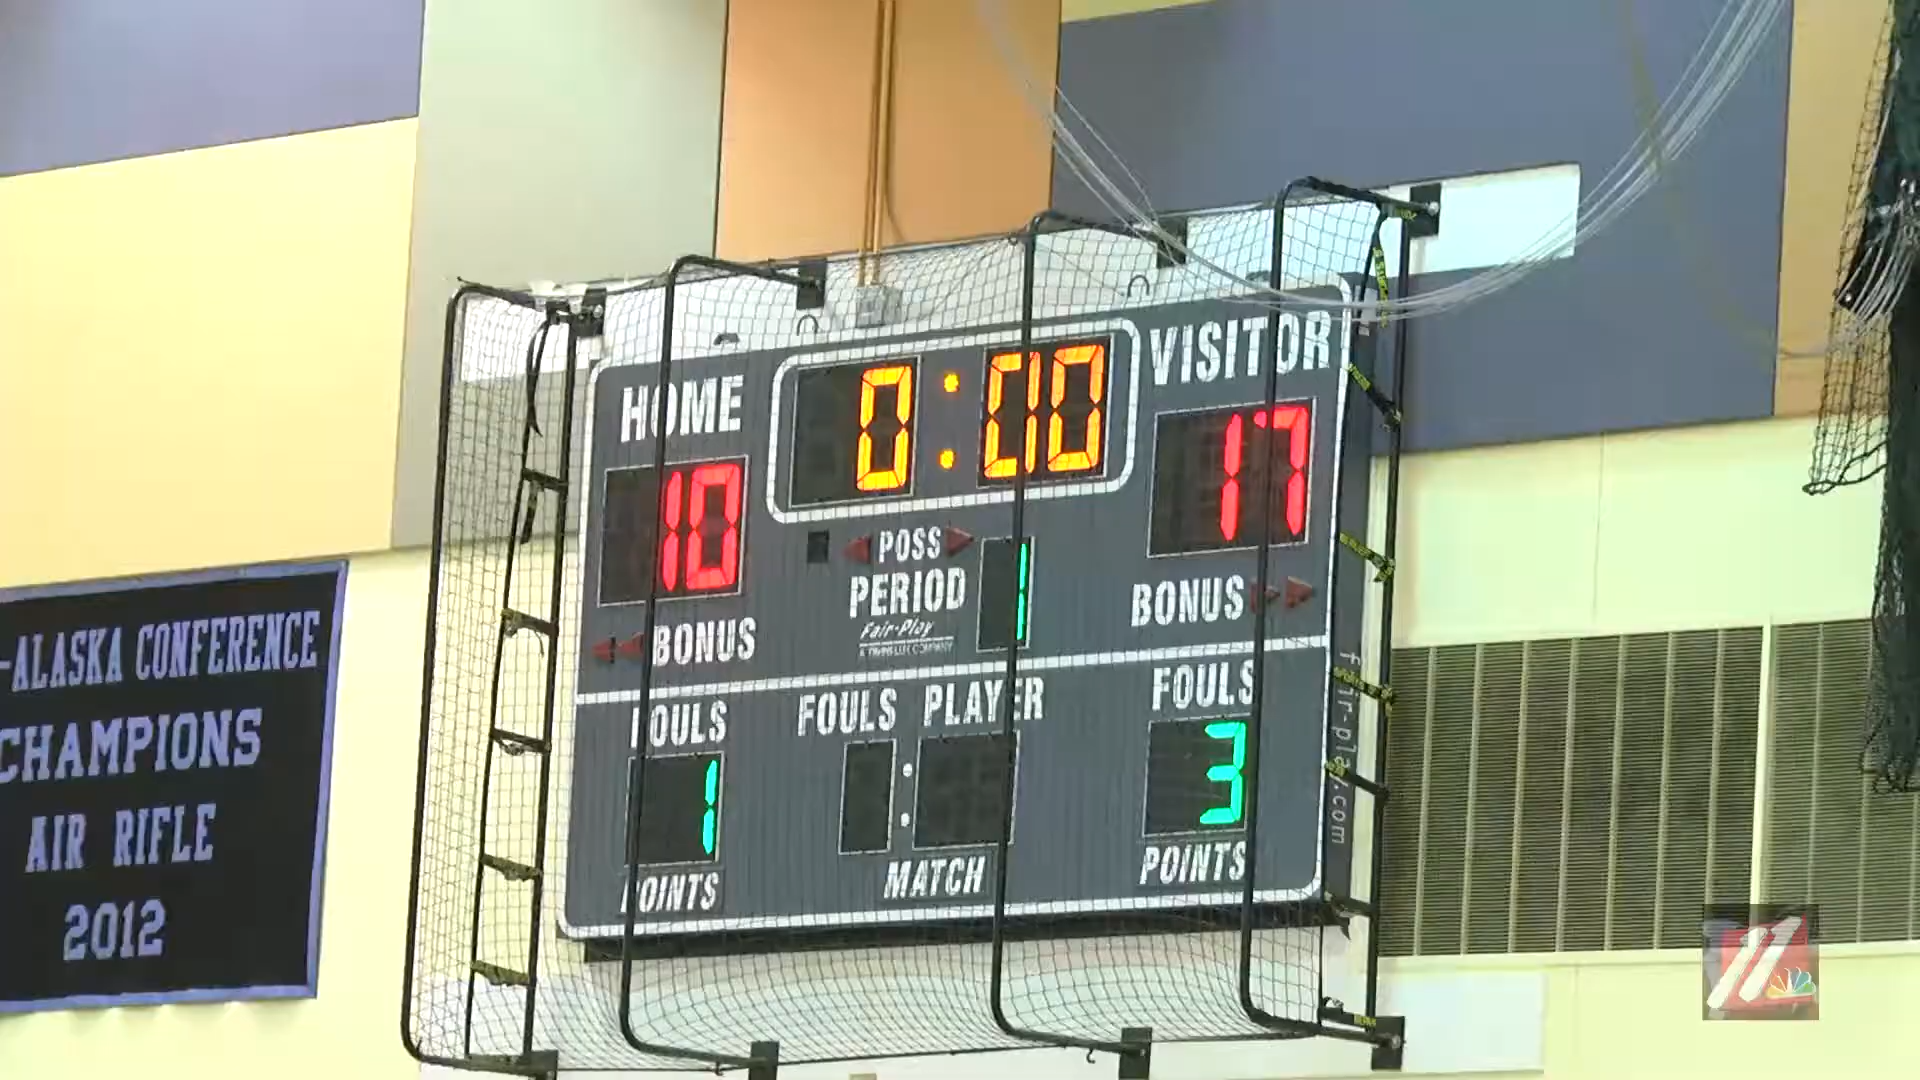 HOME
0:00
VISITOR
10
17
POSS
PERIOD
1
Fair-Play
BONUS
BONUS
FOULS
FOULS PLAYER
FOULS
1
:
3
POINTS
MATCH
POINTS
fair-play.com
-ALASKA CONFERENCE
CHAMPIONS
AIR RIFLE
2012
11